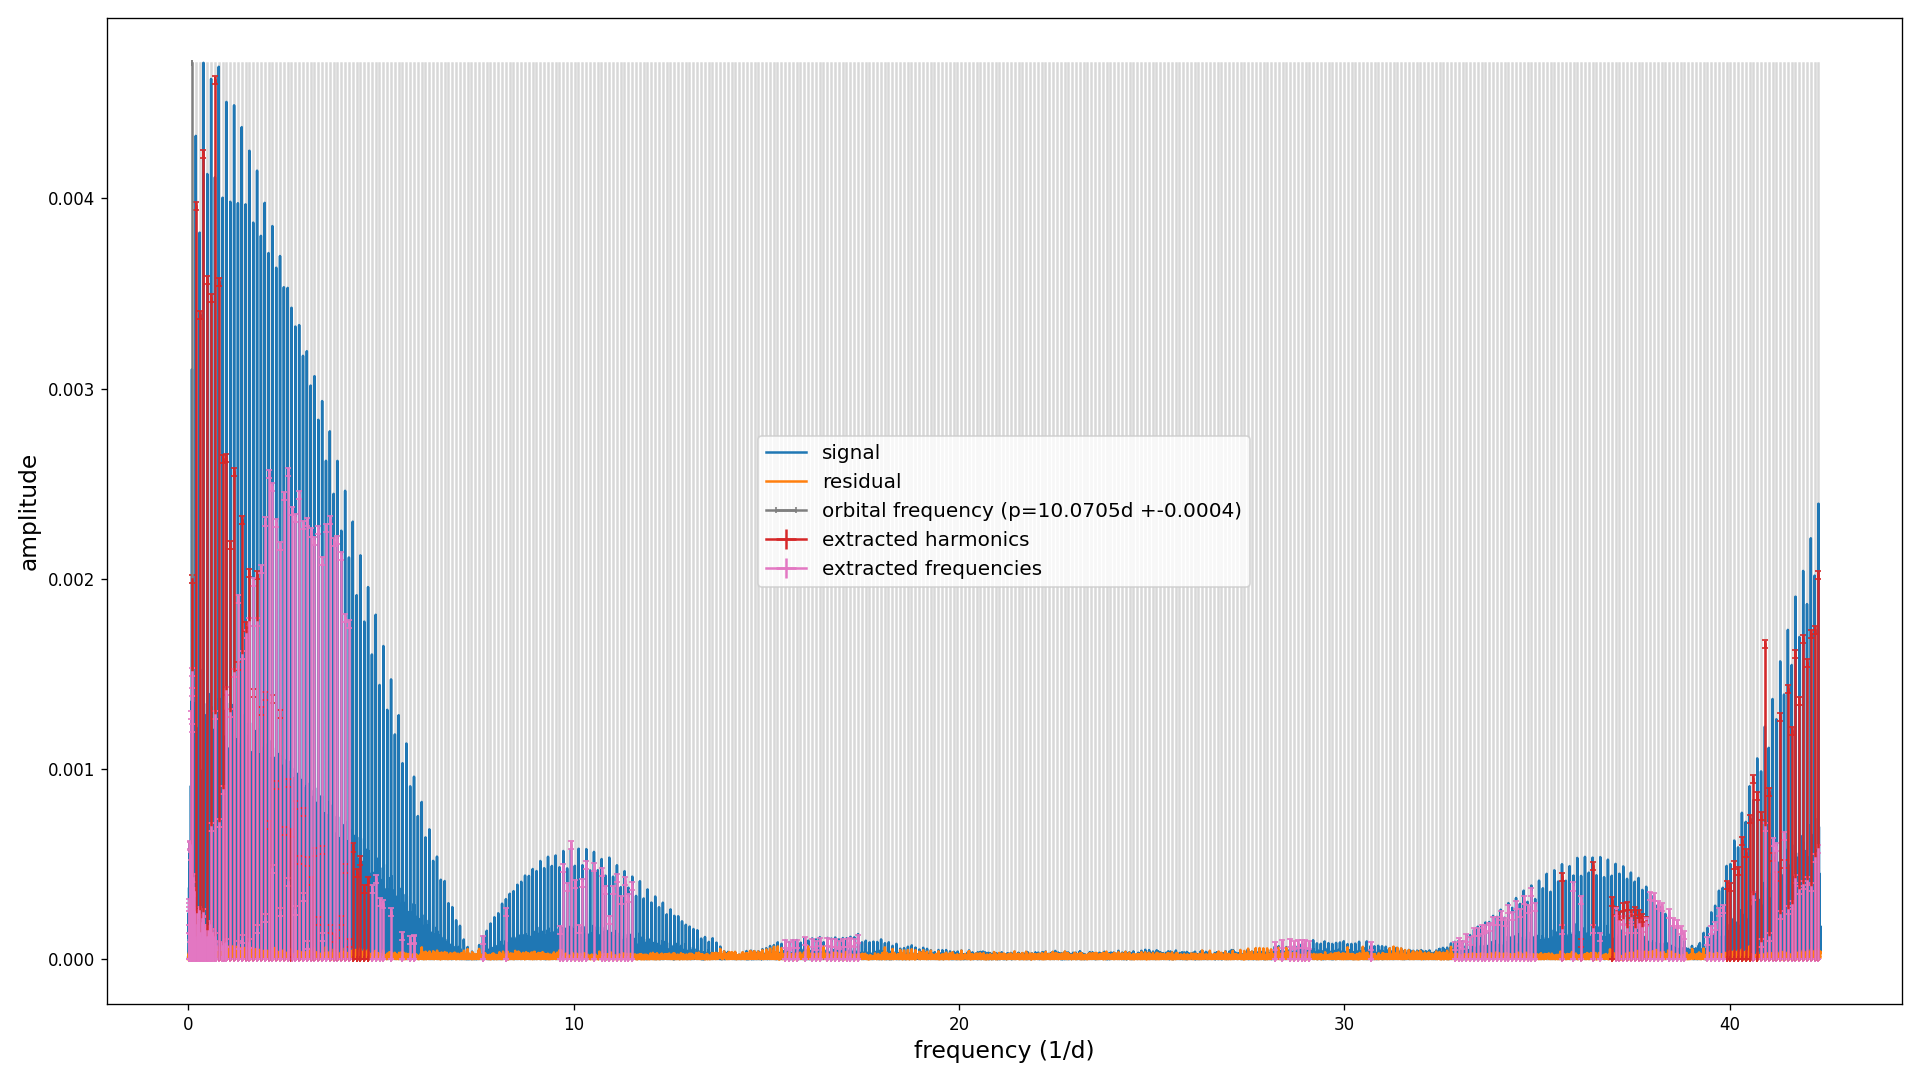 amplitude
0.004
0.003
0.002
0.001
0.000
signal
residual
orbital frequency (p=10.0705d +-0.0004)
extracted harmonics
extracted frequencies
0 10 20 30 40
frequency (1/d)